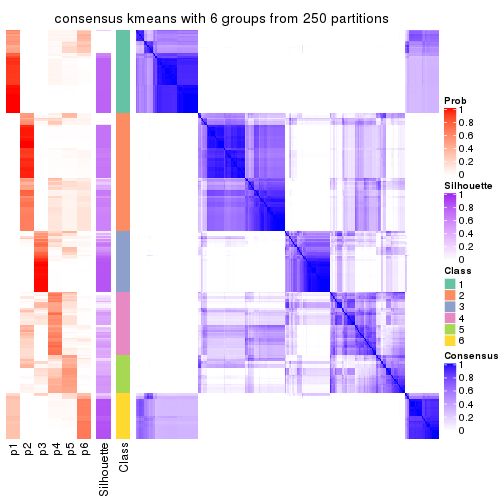 consensus kmeans with 6 groups from 250 partitions
Prob
1
0.8
0.6
0.4
0.2
0
Silhouette
1
0.8
0.6
0.4
0.2
0
Class
1
2
3
4
5
6
Consensus
1
0.8
0.6
0.4
0.2
0
p1
p2
p3
p4
p5
p6
Silhouette
Class